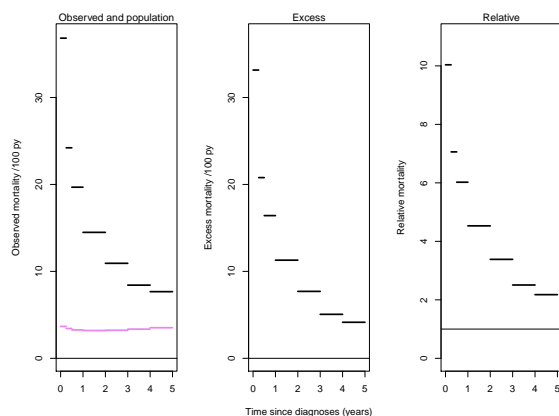 Observed and population
Excess
Relative
Observed mortality /100 py
0 10 20 30
0 1 2 3 4 5
Excess mortality /100 py
0 10 20 30
0 1 2 3 4 5
Relative mortality
0 2 4 6 8 10
0 1 2 3 4 5
Time since diagnoses (years)